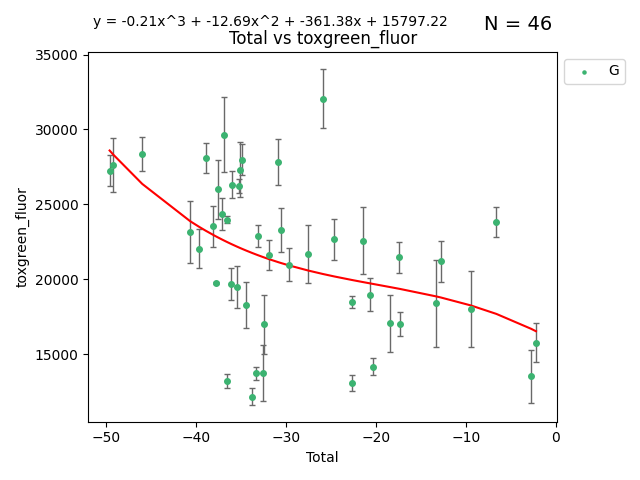 y = -0.21x^3 + -12.69x^2 + -361.38x + 15797.22
N = 46
Total vs toxgreen_fluor
G
toxgreen_fluor
35000
30000
25000
20000
15000
−50
−40
−30
−20
−10
0
Total